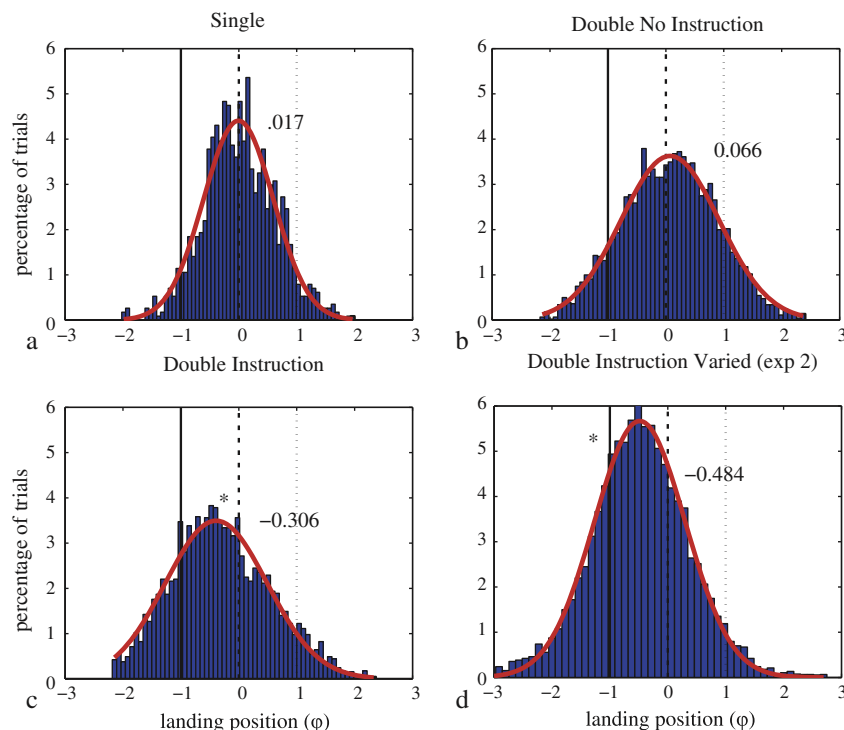 Single
Double No Instruction
percentage of trials
6
5
4
3
2
1
0
.017
−3 −2 −1 0 1 2 3
a
6
5
4
3
2
1
0
0.066
−3 −2 −1 0 1 2 3
b
Double Instruction
Double Instruction Varied (exp 2)
percentage of trials
6
5
4
3
2
1
0
*
−0.306
−3 −2 −1 0 1 2 3
c
landing position (φ)
6
5
4
3
2
1
0
*
−0.484
−3 −2 −1 0 1 2 3
d
landing position (φ)